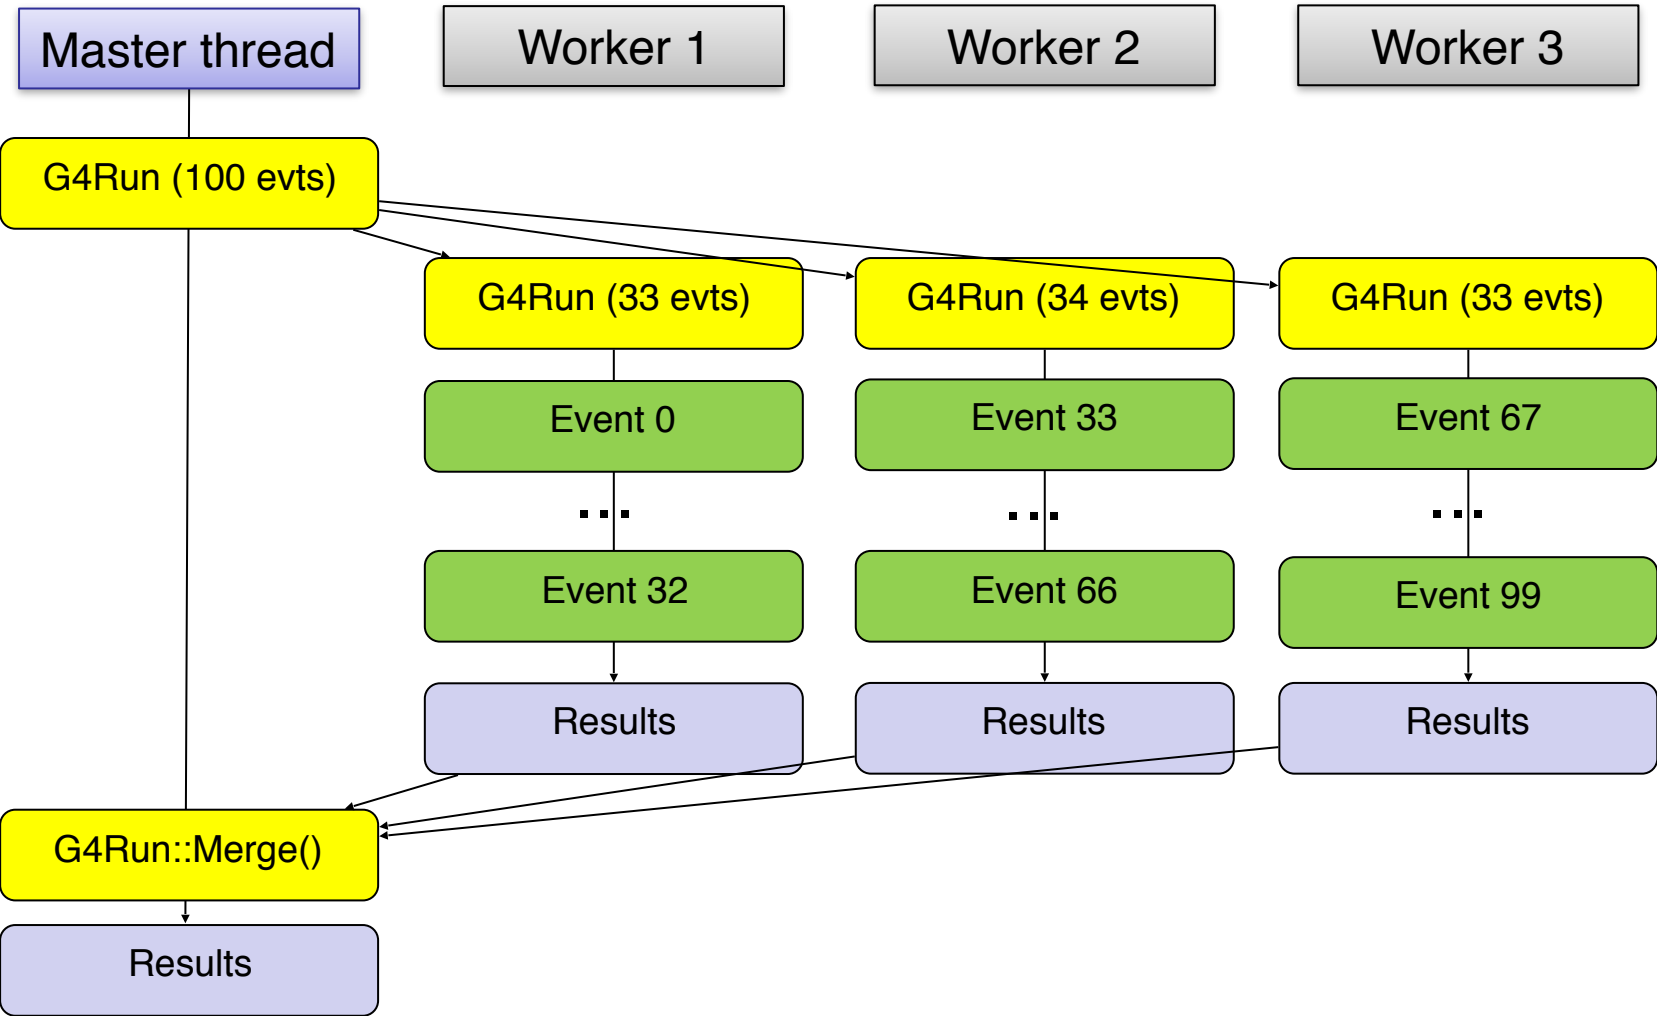 Master thread
Worker 1
Worker 2
Worker 3
G4Run (100 evts)
G4Run (33 evts)
G4Run (34 evts)
G4Run (33 evts)
Event 0
Event 33
Event 67
...
...
...
Event 32
Event 66
Event 99
Results
Results
Results
G4Run::Merge()
Results